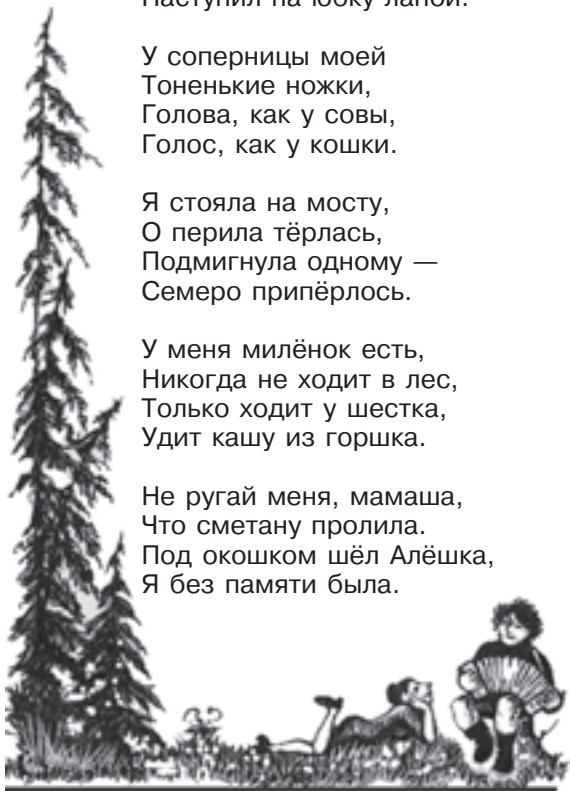 Наступил на юбку лапой.
У соперницы моей
Тоненькие ножки,
Голова, как у совы,
Голос, как у кошки.
Я стояла на мосту,
О перила тёрлась,
Подмигнула одному —
Семеро припёрлось.
У меня милёнок есть,
Никогда не ходит в лес,
Только ходит у шестка,
Удит кашу из горшка.
Не ругай меня, мамаша,
Что сметану пролила.
Под окошком шёл Алёшка,
Я без памяти была.